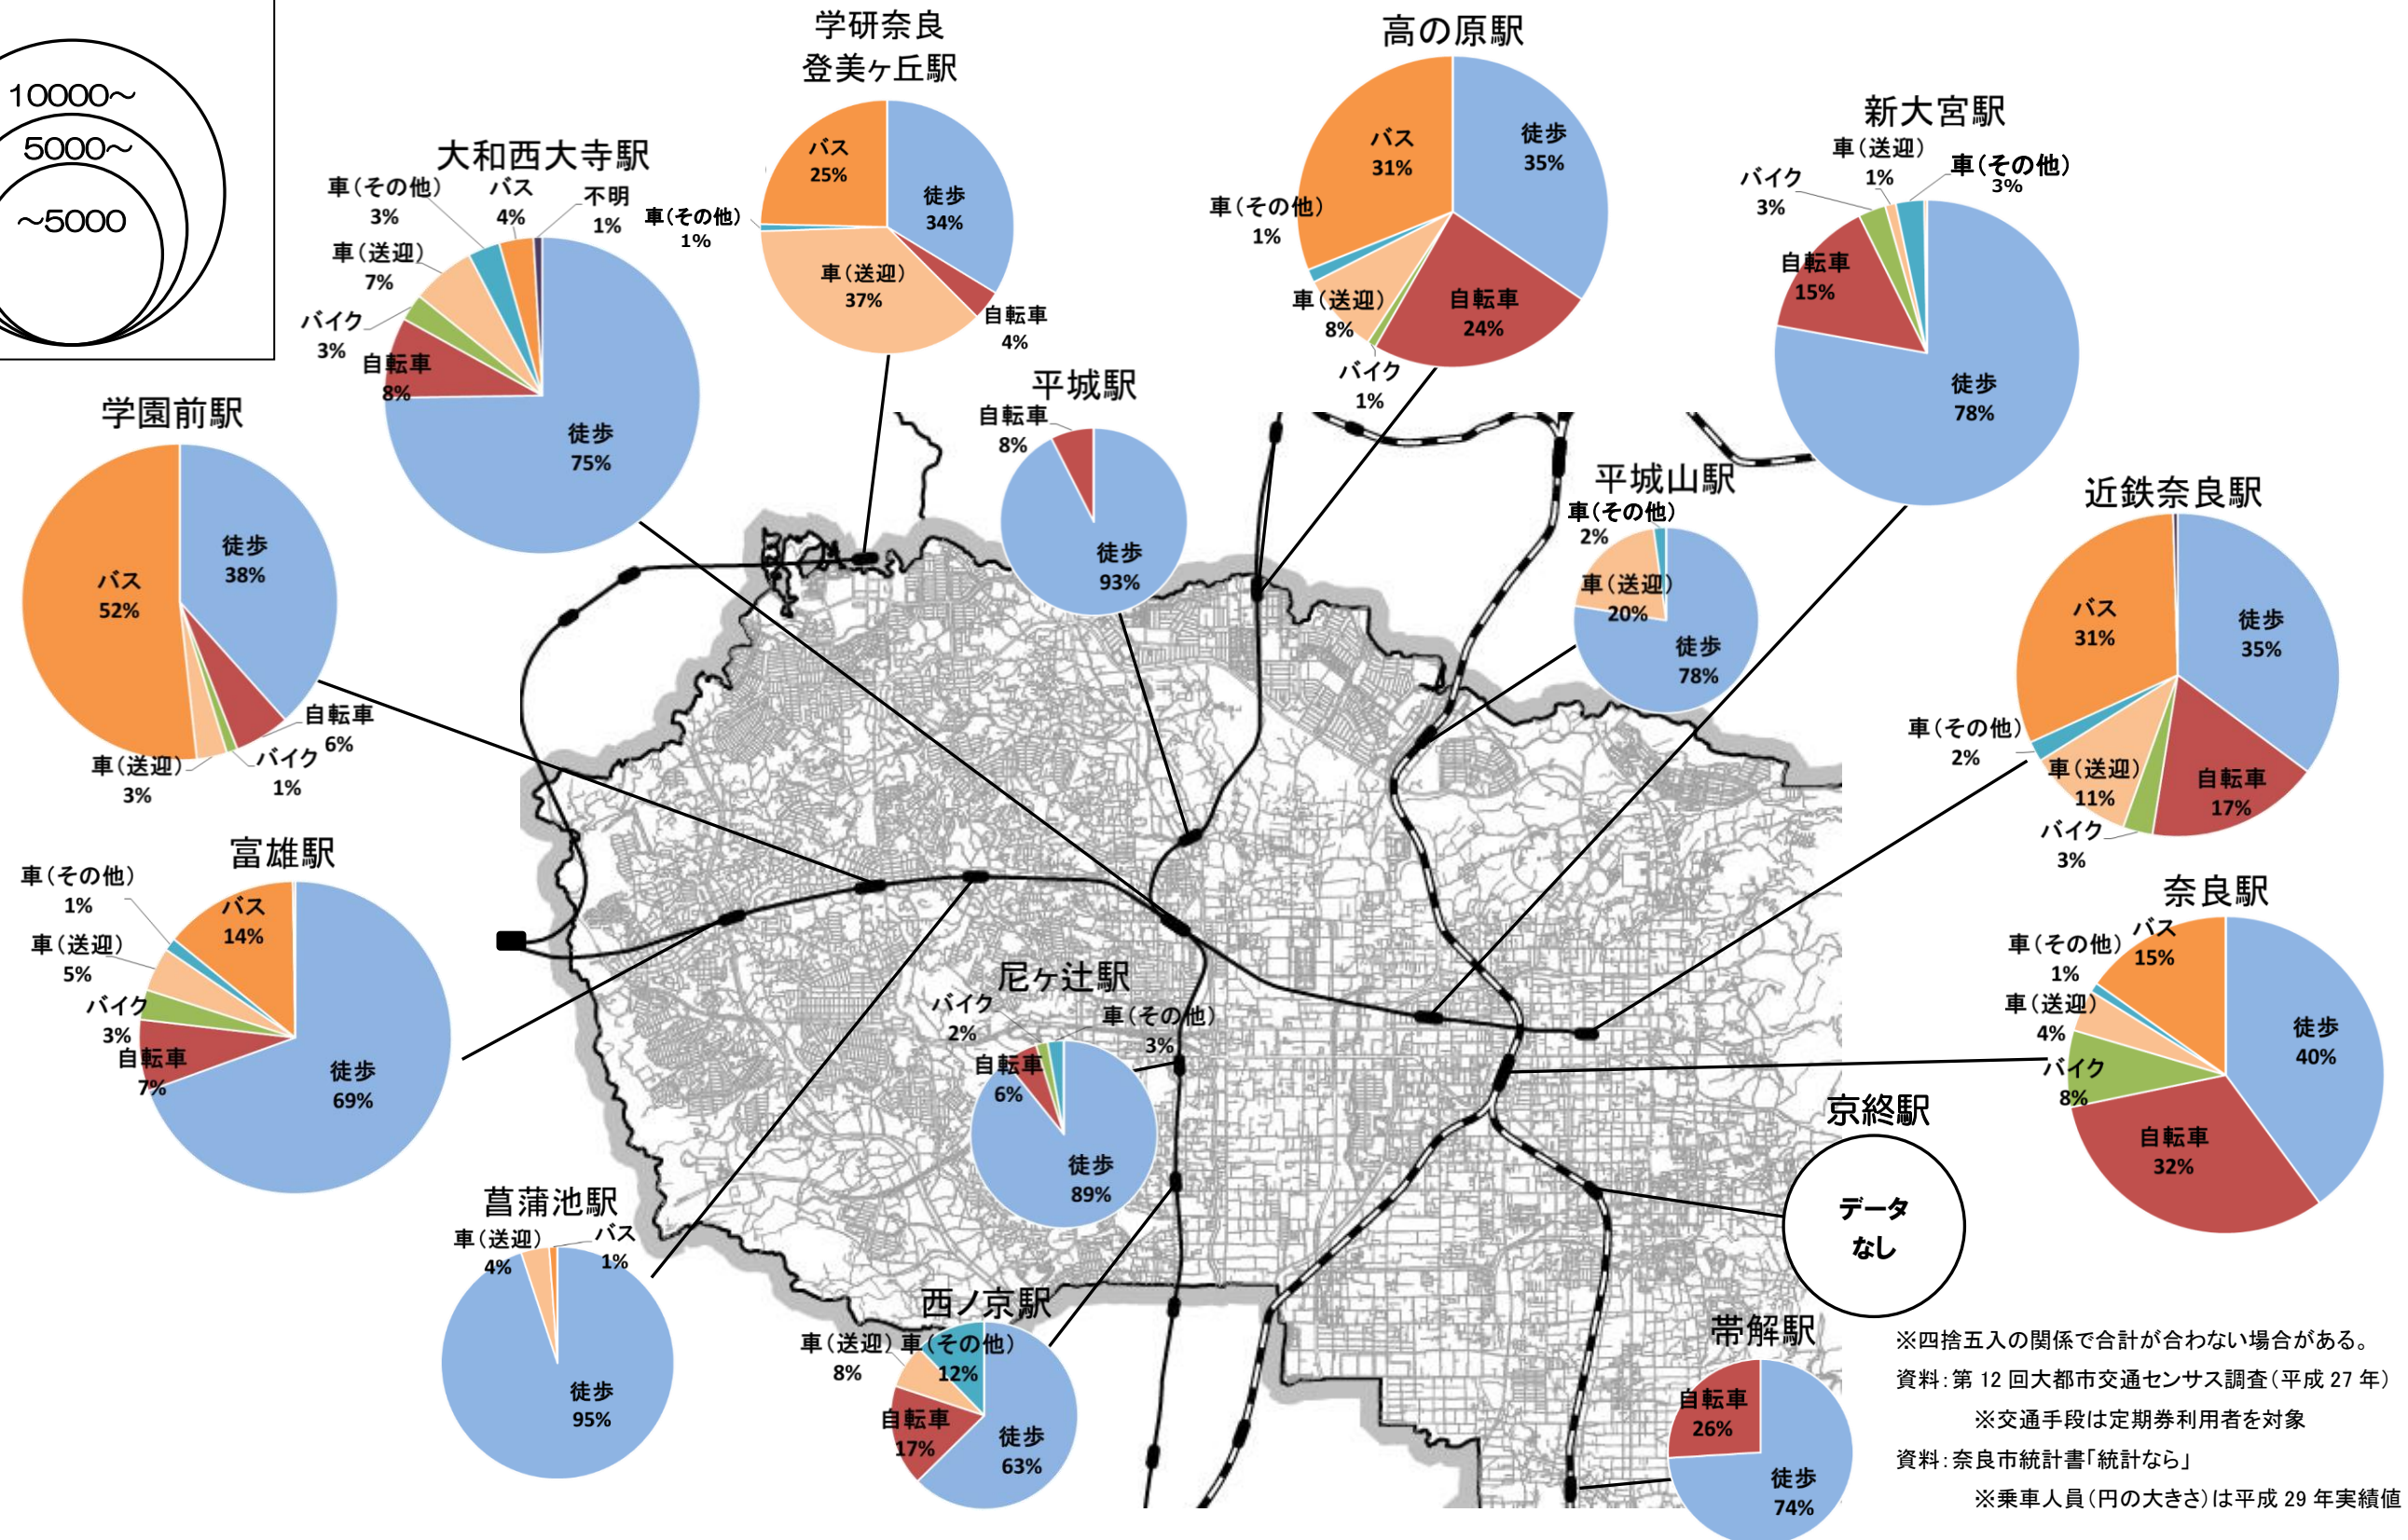 10000～
5000～
～5000
学研奈良
登美ヶ丘駅
バス
25%
徒歩
34%
車（その他）
1%
車（送迎）
37%
自転車
4%
高の原駅
バス
31%
徒歩
35%
車（その他）
1%
車（送迎）
8%
自転車
24%
バイク
1%
新大宮駅
車（送迎）
1%
車（その他）
3%
バイク
3%
自転車
15%
徒歩
78%
大和西大寺駅
車（その他）
3%
バス
4%
不明
1%
車（送迎）
7%
バイク
3%
自転車
8%
徒歩
75%
平城駅
自転車
8%
徒歩
93%
学園前駅
徒歩
38%
バス
52%
自転車
6%
車（送迎）
3%
バイク
1%
平城山駅
車（その他）
2%
車（送迎）
20%
徒歩
78%
近鉄奈良駅
バス
31%
徒歩
35%
車（その他）
2%
車（送迎）
11%
自転車
17%
バイク
3%
富雄駅
車（その他）
1%
バス
14%
車（送迎）
5%
バイク
3%
自転車
7%
徒歩
69%
奈良駅
バス
15%
車（その他）
1%
車（送迎）
4%
徒歩
40%
バイク
8%
自転車
32%
尼ヶ辻駅
バイク
2%
車（その他）
3%
自転車
6%
徒歩
89%
京終駅
データ
なし
菖蒲池駅
車（送迎）
4%
バス
1%
徒歩
95%
西ノ京駅
車（送迎）
8%
車（その他）
12%
自転車
17%
徒歩
63%
帯解駅
自転車
26%
徒歩
74%
※四捨五入の関係で合計が合わない場合がある。
資料：第 12 回大都市交通センサス調査（平成 27 年）
※交通手段は定期券利用者を対象
資料：奈良市統計書「統計なら」
※乗車人員（円の大きさ）は平成 29 年実績値